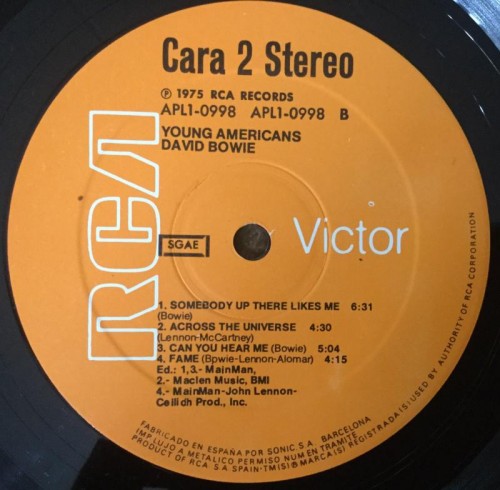 Cara 2 Stereo
℗ 1975 RCA RECORDS
APL1-0998 APL1-0998 B
YOUNG AMERICANS
DAVID BOWIE
RCA
SGAE
Victor
1. SOMEBODY UP THERE LIKES ME 6:31
(Bowie)
2. ACROSS THE UNIVERSE 4:30
(Lennon-McCartney)
3. CAN YOU HEAR ME (Bowie) 5:04
4. FAME (Bpwie-Lennon-Alomar) 4:15
Ed.: 1,3.- MainMan,
2.- Maclen Music, BMI
4.- MainMan-John Lennon-
Ceilidh Prod., Inc.
FABRICADO EN ESPAÑA POR SONIC. S.A. BARCELONA
IMP. LUJO A METALICO PERMISO NUM EN TRAMITE
PRODUCT OF RCA S.A. SPAIN-TM(S)® MARCA(S) REGISTRADA(S) USED BY AUTHORITY OF RCA CORPORATION